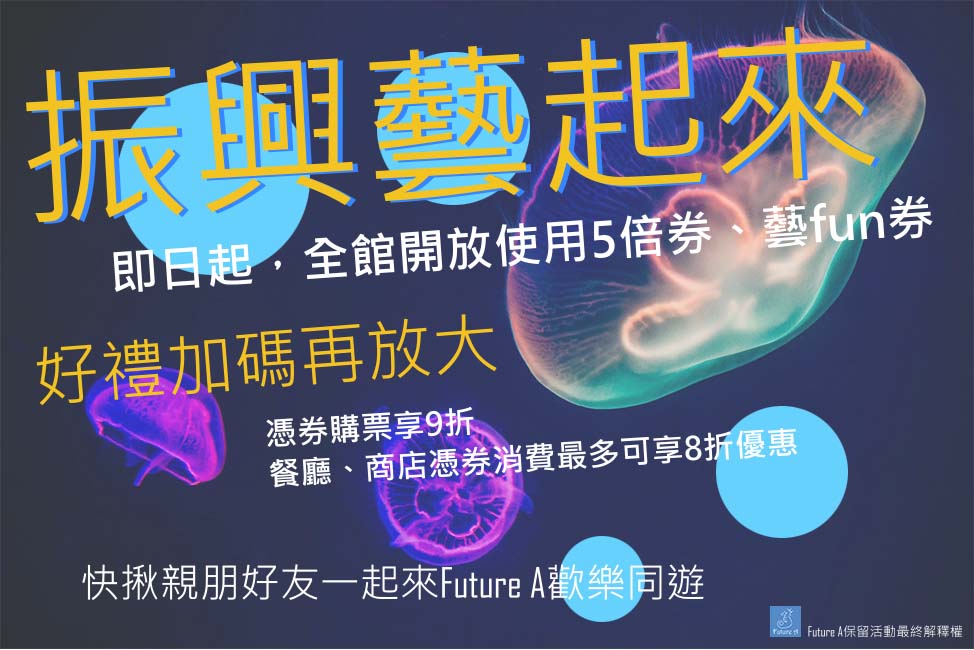 振興藝起來
即日起，全館開放使用5倍券、藝fun券
好禮加碼再放大
憑券購票享9折
餐廳、商店憑券消費最多可享8折優惠
快揪親朋好友一起來Future A歡樂同遊
Future A
Future A保留活動最終解釋權